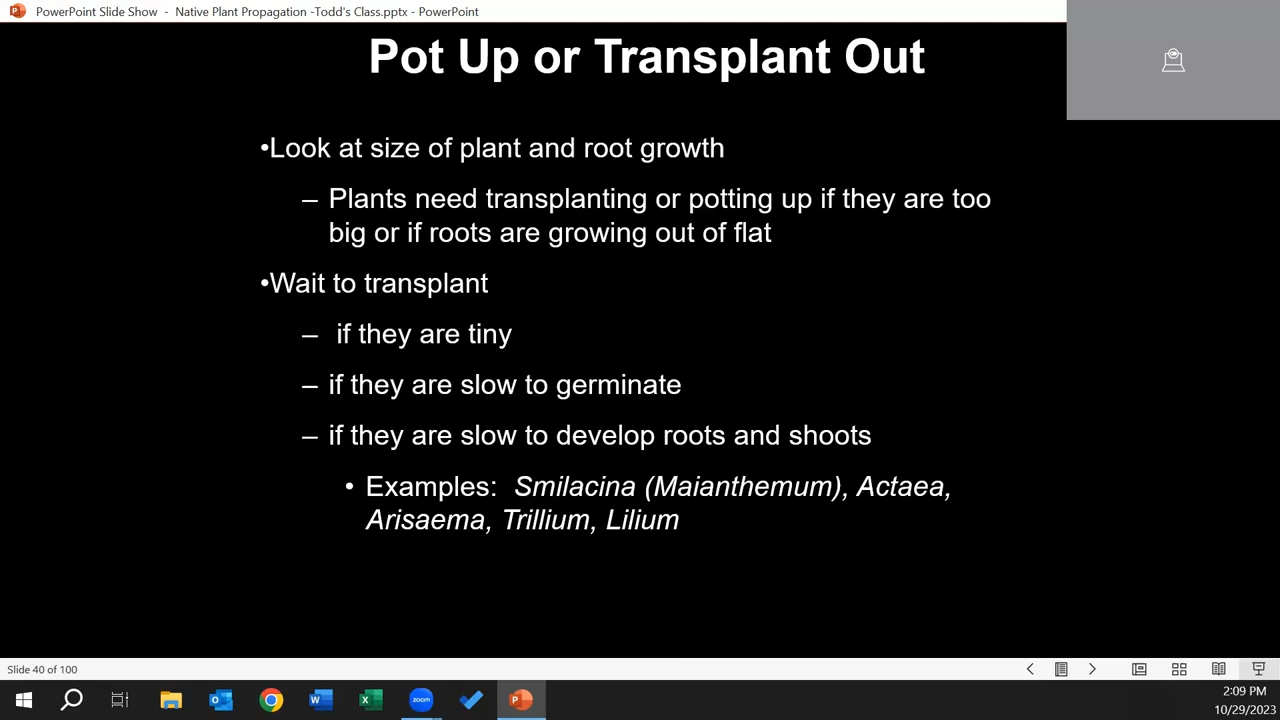 PowerPoint Slide Show - Native Plant Propagation -Todd's Class.pptx - PowerPoint
Pot Up or Transplant Out
•Look at size of plant and root growth
– Plants need transplanting or potting up if they are too
big or if roots are growing out of flat
•Wait to transplant
– if they are tiny
– if they are slow to germinate
– if they are slow to develop roots and shoots
• Examples: Smilacina (Maianthemum), Actaea,
Arisaema, Trillium, Lilium
Slide 40 of 100
zoom
2:09 PM
10/29/2023